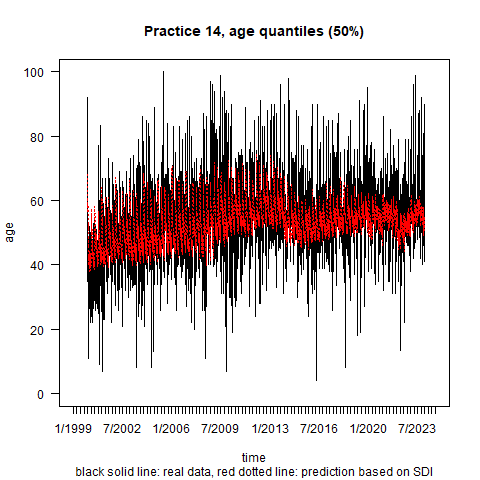 Practice 14, age quantiles (50%)
100
80
60
40
20
0
age
1/1999 7/2002 1/2006 7/2009 1/2013 7/2016 1/2020 7/2023
time
black solid line: real data, red dotted line: prediction based on SDI